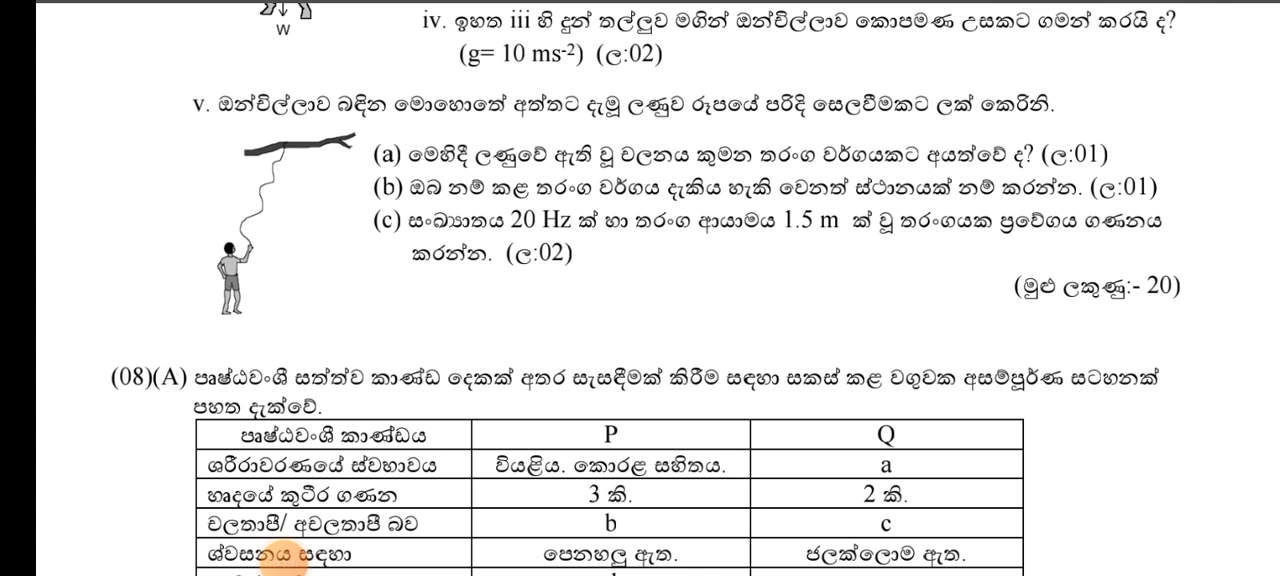 W
iv. ඉහත iii හි දුන් තල්ලුව මගින් ඔන්චිල්ලාව කොපමණ උසකට ගමන් කරයි ද?
(g= 10 ms-2) (ල:02)
v. ඔන්චිල්ලාව බඳින මොහොතේ අත්තට දැමූ ලණුව රූපයේ පරිදි සෙලවීමකට ලක් කෙරිනි.
(a) මෙහිදී ලණුවේ ඇති වූ චලනය කුමන තරංග වර්ගයකට අයත්වේ ද? (ල:01)
(b) ඔබ නම් කළ තරංග වර්ගය දැකිය හැකි වෙනත් ස්ථානයක් නම් කරන්න. (ල:01)
(c) සංඛ්‍යාතය 20 Hz ක් හා තරංග ආයාමය 1.5 m ක් වූ තරංගයක ප්‍රවේගය ගණනය
කරන්න. (ල:02)
(මුළු ලකුණු:- 20)
(08)(A) පෘෂ්ඨවංශී සත්ත්ව කාණ්ඩ දෙකක් අතර සැසඳීමක් කිරීම සඳහා සකස් කළ වගුවක අසම්පූර්ණ සටහනක්
පහත දැක්වේ.
පෘෂ්ඨවංශී කාණ්ඩය P Q
ශරීරාවරණයේ ස්වභාවය වියළිය. කොරළ සහිතය. a
හෘදයේ කුටීර ගණන 3 කි. 2 කි.
චලතාපී/ අචලතාපී බව b c
ශ්වසනය සඳහා පෙනහලු ඇත. ජලක්ලොම ඇත.